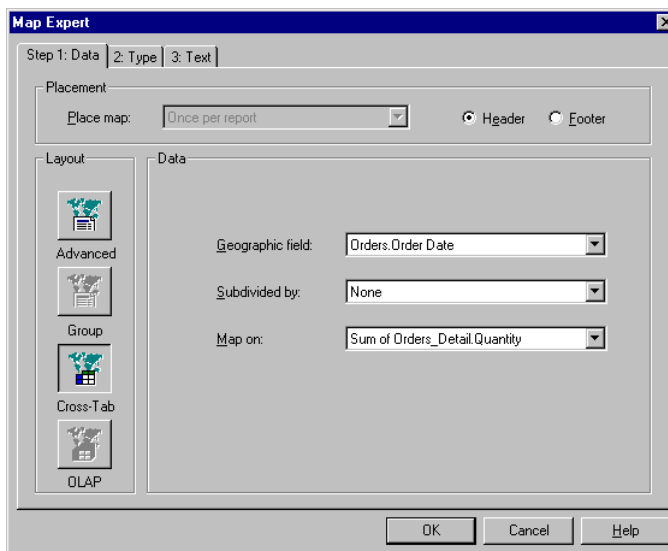 Map Expert
Step 1: Data 2: Type 3: Text
Placement
Place map: Once per report Header Footer
Layout Data
Advanced
Geographic field: Orders.Order Date
Subdivided by: None
Group
Map on: Sum of Orders_Detail.Quantity
Cross-Tab
OLAP
OK Cancel Help